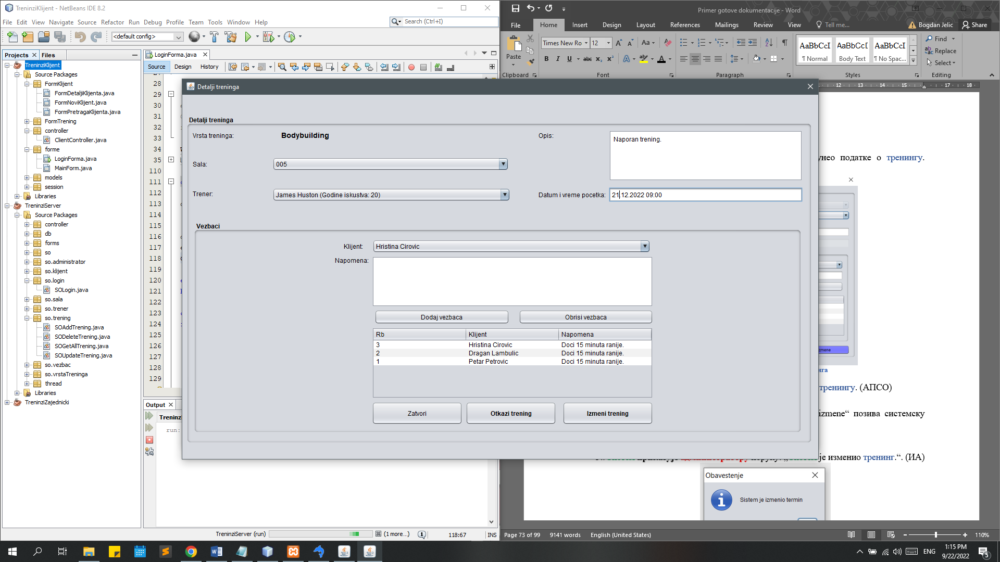 TreninziKlijent - NetBeans IDE 8.2
File Edit View Navigate Source Refactor Run Debug Profile Team Tools Window Help
Search (Ctrl+I)
<default config>
Projects
Files
TreninziKlijent
Source Packages
FormKlijent
FormDetaljiKlijenta.java
FormNoviKlijent.java
FormPretragaKlijenta.java
FormTrening
controller
ClientController.java
forme
LoginForma.java
MainForm.java
models
session
Libraries
TreninziServer
Source Packages
controller
db
forms
so
so.administrator
so.klijent
so.login
SOLogin.java
so.sala
so.trener
so.trening
SOAddTrening.java
SODeleteTrening.java
SOGetAllTrening.java
SOUpdateTrening.java
so.vezbac
so.vrstaTreninga
thread
Libraries
TreninziZajednicki
LoginForma.java
Source Design History
28
29
30
31
32
33
34
35
110
111
112
113
114
115
116
117
118
119
120
121
122
123
124
125
126
127
128
129
Output
run:
TreninziServer (run)
(1 more...)
118:67
INS
Detalji treninga
Detalji treninga
Vrsta treninga: Bodybuilding
Opis: Naporan trening.
Sala: 005
Trener: James Huston (Godine iskustva: 20)
Datum i vreme pocetka: 21.12.2022 09:00
Vezbaci
Klijent: Hristina Cirovic
Napomena:
Dodaj vezbaca
Obrisi vezbaca
Rb Klijent Napomena
3 Hristina Cirovic Doci 15 minuta ranije.
2 Dragan Lambulic Doci 15 minuta ranije.
1 Petar Petrovic Doci 15 minuta ranije.
Zatvori
Otkazi trening
Izmeni trening
Primer gotove dokumentacije - Word
File Home Insert Design Layout References Mailings Review View Tell me...
Bogdan Jelic
Share
Paste
Clipboard
Times New Ro
12
Font
Paragraph
AaBbCcI
¶ Normal
AaBbCcI
Body Text
AaBbCcI
¶ No Spac...
Styles
Find
Replace
Select
Editing
12 13 14 15 17 18
податке о тренингу.
тренингу. (АПСО)
izmene“ позива системску
је изменио тренинг.“. (ИА)
Obavestenje
Sistem je izmenio termin
Page 73 of 99
9141 words
English (United States)
110%
ENG
1:15 PM
9/22/2022
5